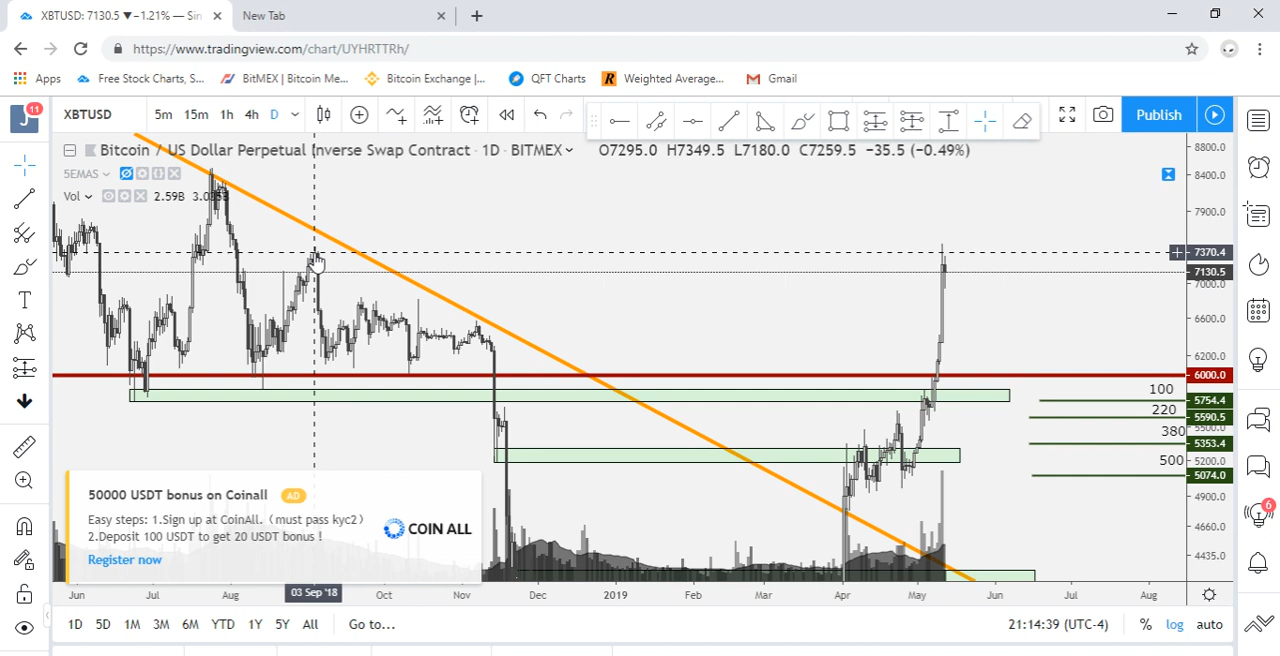 XBTUSD: 7130.5 ▼−1.21% — Sin
New Tab
https://www.tradingview.com/chart/UYHRTTRh/
Apps
Free Stock Charts, S...
BitMEX | Bitcoin Me...
Bitcoin Exchange |...
QFT Charts
R
Weighted Average...
Gmail
J 11
XBTUSD
5m 15m 1h 4h D
Publish
Bitcoin / US Dollar Perpetual Inverse Swap Contract · 1D · BITMEX
O7295.0 H7349.5 L7180.0 C7259.5 −35.5 (−0.49%)
5EMAS
Vol 2.59B
8800.0
8400.0
7900.0
7370.4
7130.5
7000.0
6600.0
6200.0
6000.0
100
5754.4
220
5590.5
5500.0
380
5353.4
500
5200.0
5074.0
4900.0
4660.0
4435.0
50000 USDT bonus on Coinall AD
Easy steps: 1.Sign up at CoinAll.（must pass kyc2）
2.Deposit 100 USDT to get 20 USDT bonus !
COIN ALL
Register now
T
6
Jun Jul Aug 03 Sep '18 Oct Nov Dec 2019 Feb Mar Apr May Jun Jul Aug
1D 5D 1M 3M 6M YTD 1Y 5Y All Go to...
21:14:39 (UTC-4) % log auto